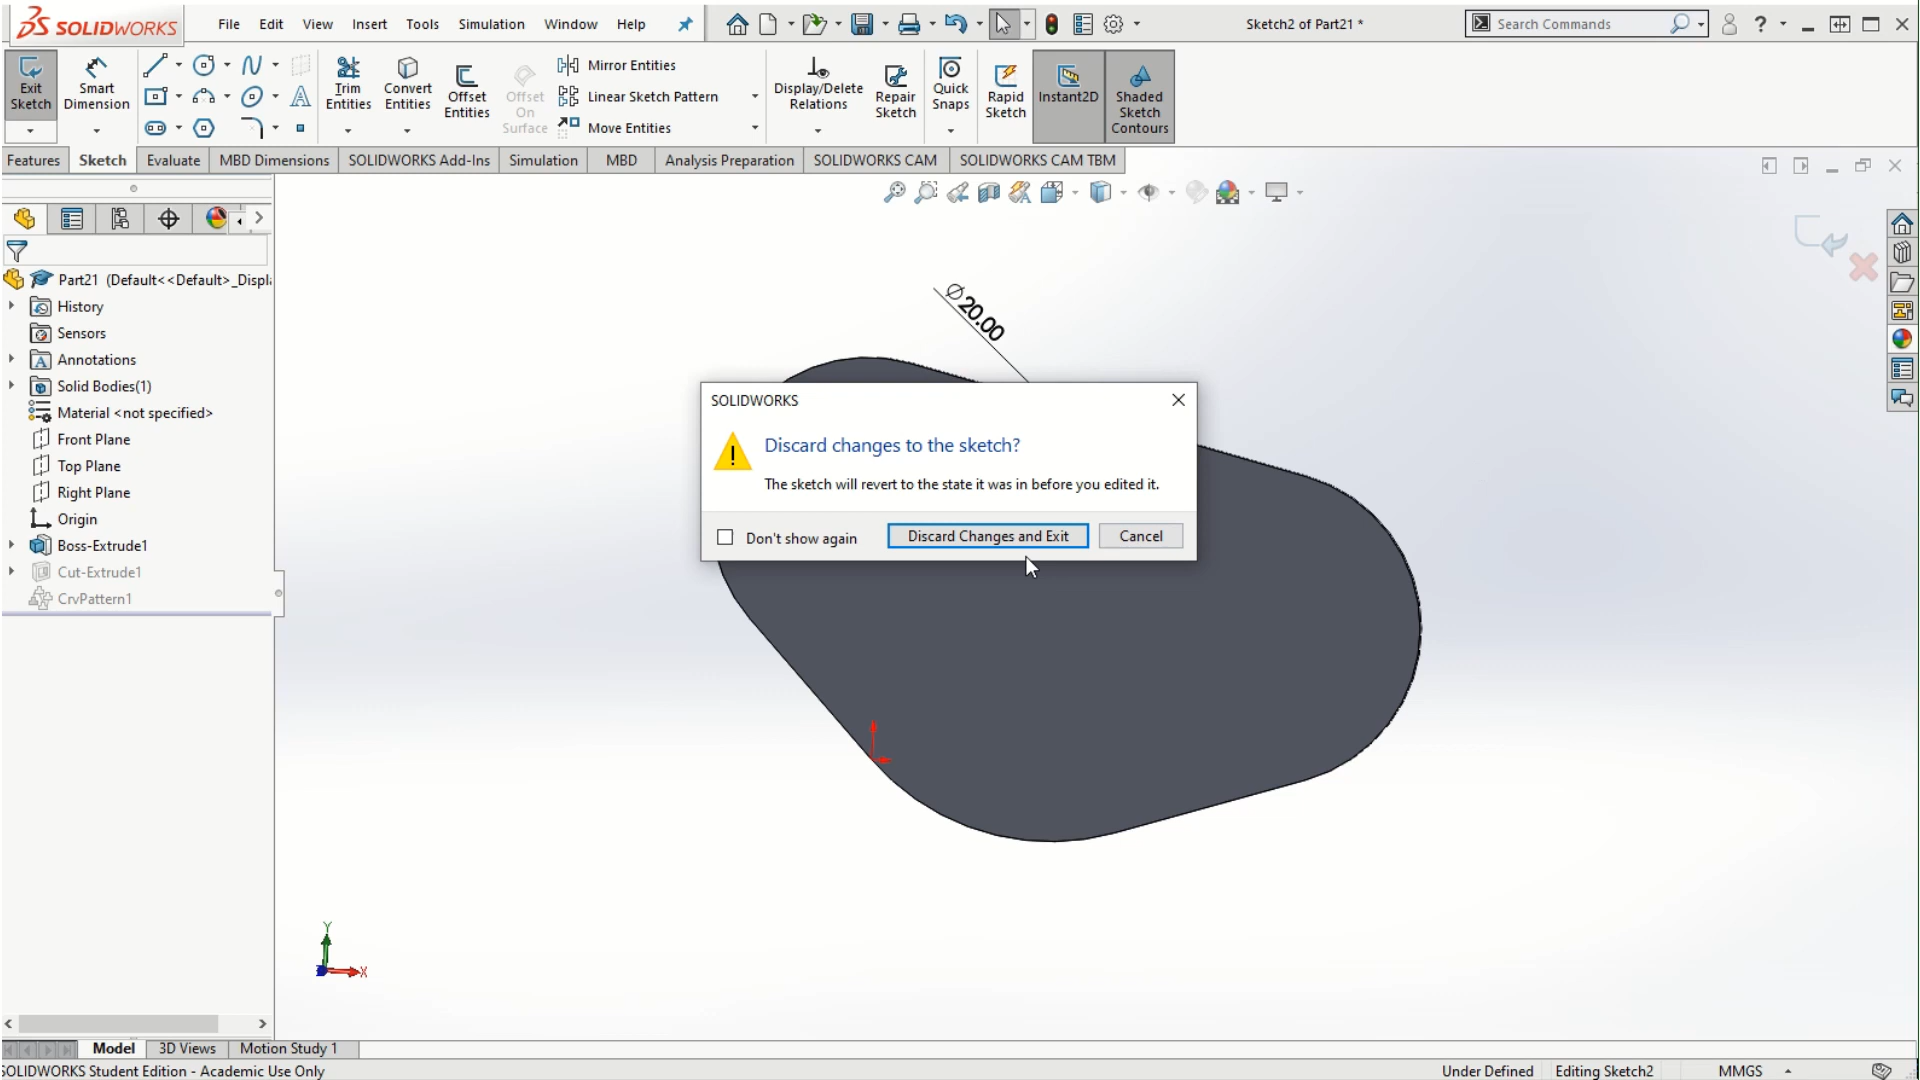 SOLIDWORKS File Edit View Insert Tools Simulation Window Help Sketch2 of Part21 * Search Commands ?
Exit Sketch
Smart Dimension
Trim Entities
Convert Entities
Offset Entities
Offset On Surface
Mirror Entities
Linear Sketch Pattern
Move Entities
Display/Delete Relations
Repair Sketch
Quick Snaps
Rapid Sketch
Instant2D
Shaded Sketch Contours
Features Sketch Evaluate MBD Dimensions SOLIDWORKS Add-Ins Simulation MBD Analysis Preparation SOLIDWORKS CAM SOLIDWORKS CAM TBM
Part21 (Default<<Default>_Displ
History
Sensors
Annotations
Solid Bodies(1)
Material <not specified>
Front Plane
Top Plane
Right Plane
Origin
Boss-Extrude1
Cut-Extrude1
CrvPattern1
∅20.00
SOLIDWORKS
Discard changes to the sketch?
The sketch will revert to the state it was in before you edited it.
Don't show again Discard Changes and Exit Cancel
Y
X
Model 3D Views Motion Study 1
SOLIDWORKS Student Edition - Academic Use Only Under Defined Editing Sketch2 MMGS